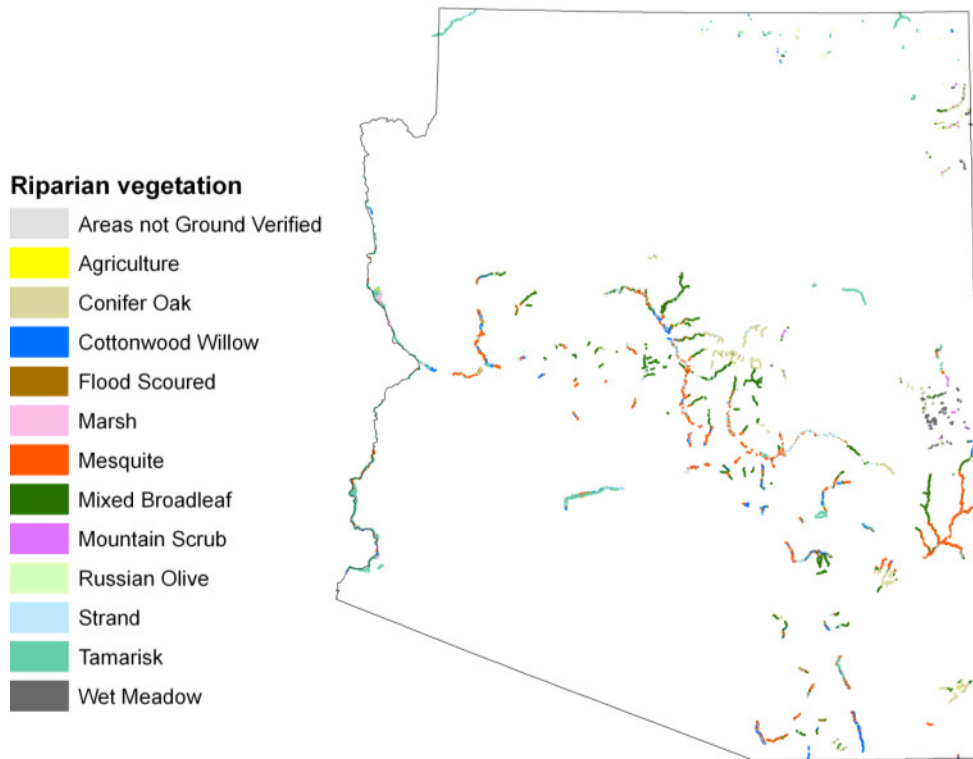 Riparian vegetation
Areas not Ground Verified
Agriculture
Conifer Oak
Cottonwood Willow
Flood Scoured
Marsh
Mesquite
Mixed Broadleaf
Mountain Scrub
Russian Olive
Strand
Tamarisk
Wet Meadow